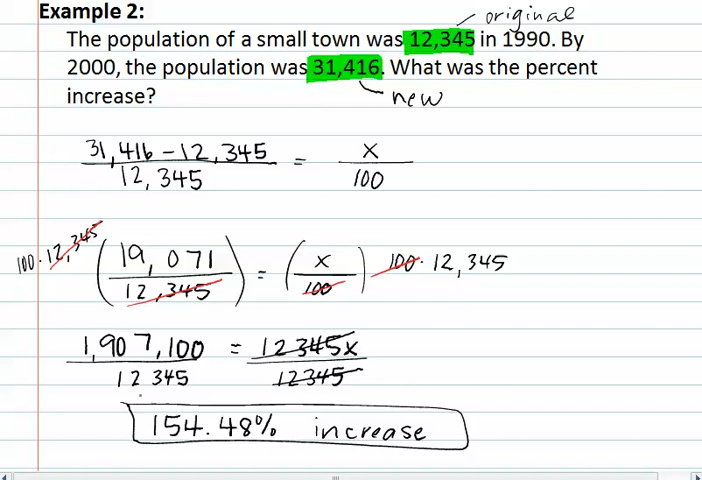 Example 2:
original
The population of a small town was 12,345 in 1990. By
2000, the population was 31,416. What was the percent
increase?
new
31,416 - 12,345 = x
12,345 100
100 · 12,345 ( 19,071 = ( x ) 100 · 12,345
12,345 ) 100
1,907,100 = 12345x
12345 12345
154.48% increase